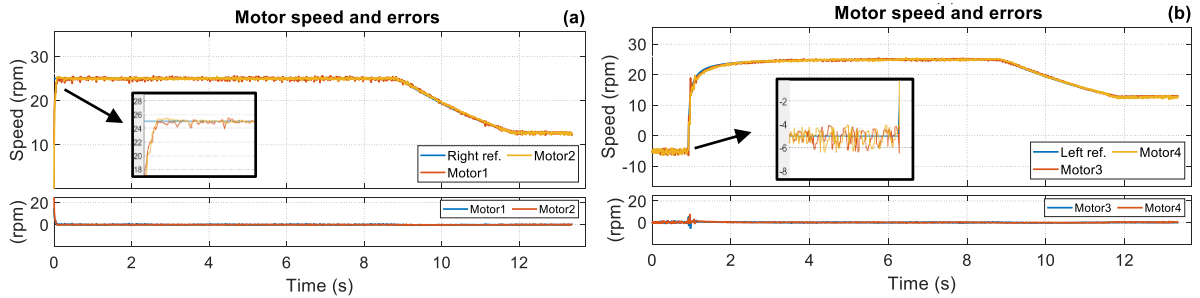 Motor speed and errors (a)
Speed (rpm)
30
20
10
28
26
24
22
20
18
Right ref. Motor2
Motor1
(rpm)
20
0
Motor1 Motor2
0 2 4 6 8 10 12
Time (s)
Motor speed and errors (b)
Speed (rpm)
30
20
10
0
-10
-2
-4
-6
-8
Left ref. Motor4
Motor3
(rpm)
20
0
Motor3 Motor4
0 2 4 6 8 10 12
Time (s)